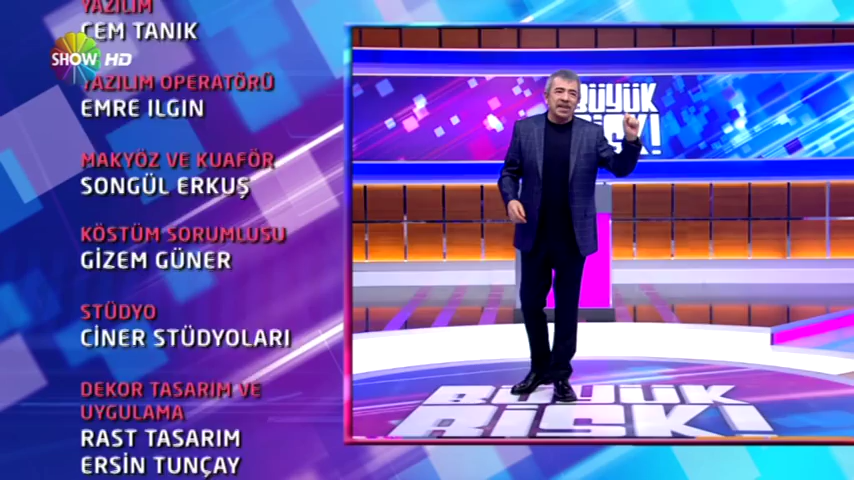 YAZILIM
CEM TANIK
SHOW HD
YAZILIM OPERATÖRÜ
EMRE ILGIN
MAKYÖZ VE KUAFÖR
SONGÜL ERKUŞ
KÖSTÜM SORUMLUSU
GİZEM GÜNER
STÜDYO
CİNER STÜDYOLARI
DEKOR TASARIM VE
UYGULAMA
RAST TASARIM
ERSİN TUNÇAY
BÜYÜK
RİSK!
BÜYÜK
RİSK!